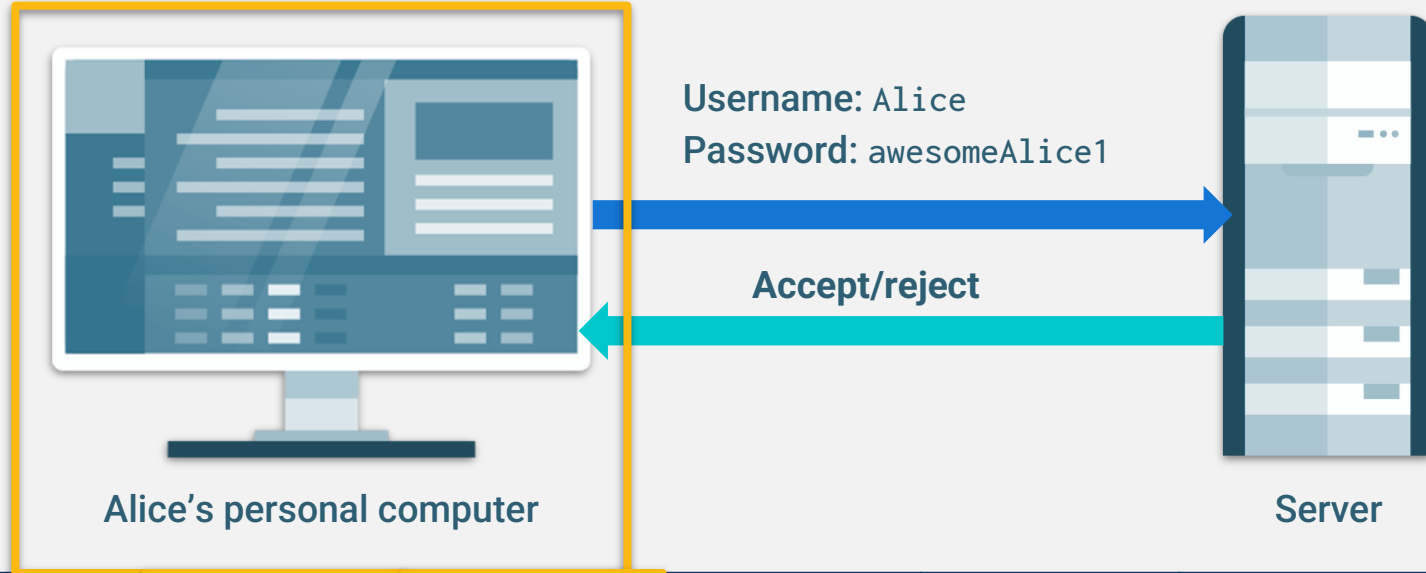 Username: Alice
Password: awesomeAlice1
Accept/reject
Alice’s personal computer
Server